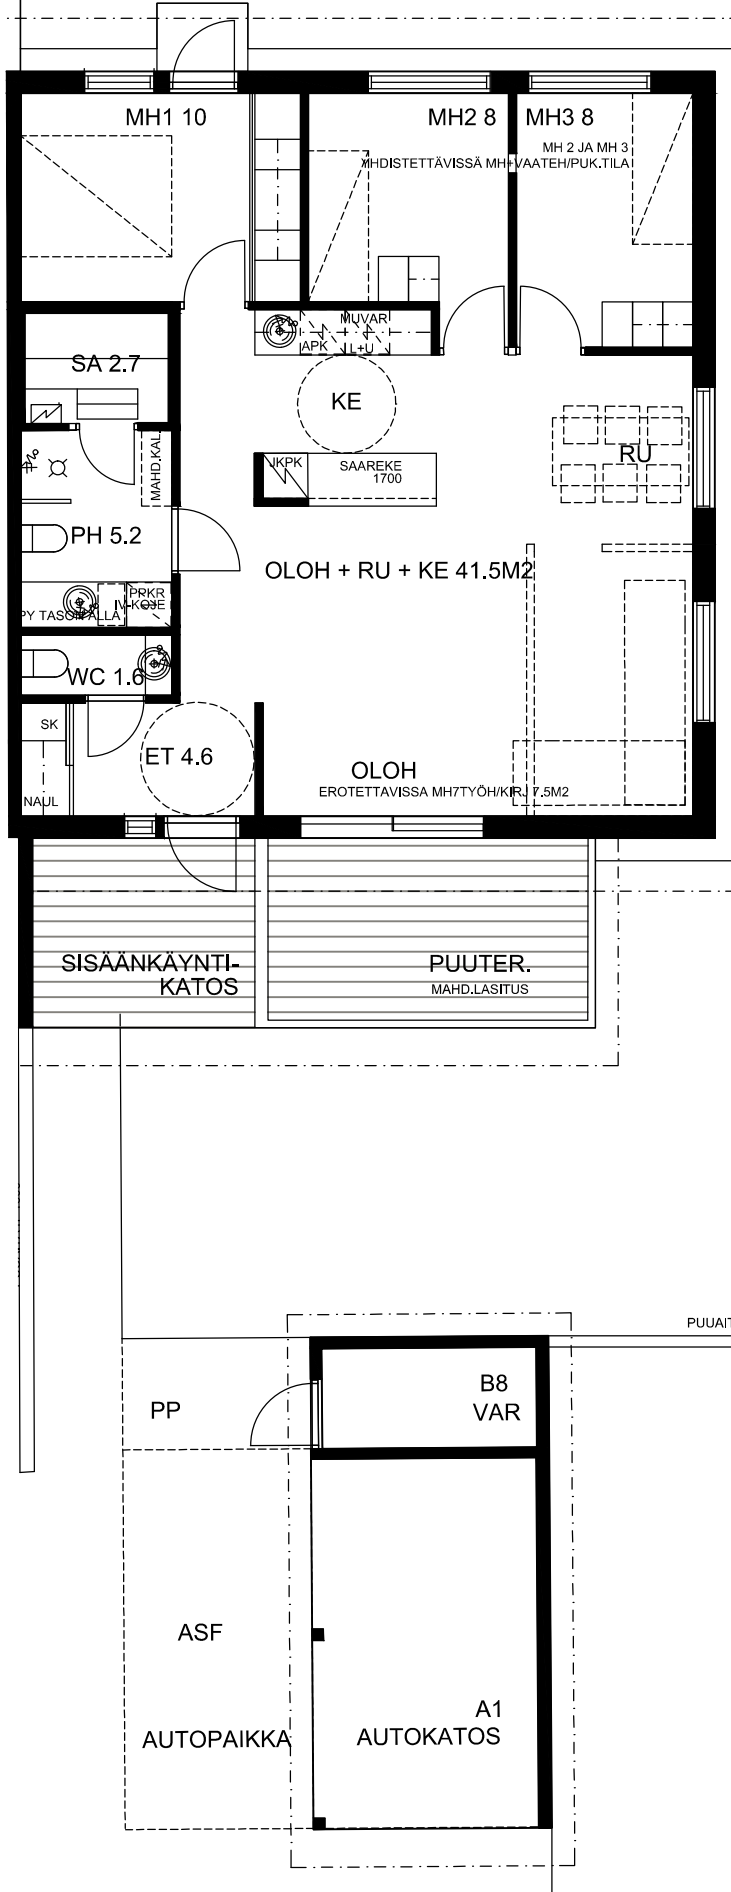 MH1 10
MH2 8
MH3 8
MH 2 JA MH 3
YHDISTETTÄVISSÄ MH+VAATEH/PUK.TILA
MUVAR
APK
L+U
SA 2.7
KE
RU
MAHD.KAL.
JKPK
SAAREKE
1700
PH 5.2
OLOH + RU + KE 41.5M2
PRKR
IV-KOJE
PY TASON ALLA
WC 1.6
SK
ET 4.6
OLOH
EROTETTAVISSA MH7TYÖH/KIRJ 7.5M2
NAUL
SISÄÄNKÄYNTI-
KATOS
PUUTER.
MAHD.LASITUS
PUUAIT
B8
VAR
PP
ASF
A1
AUTOKATOS
AUTOPAIKKA